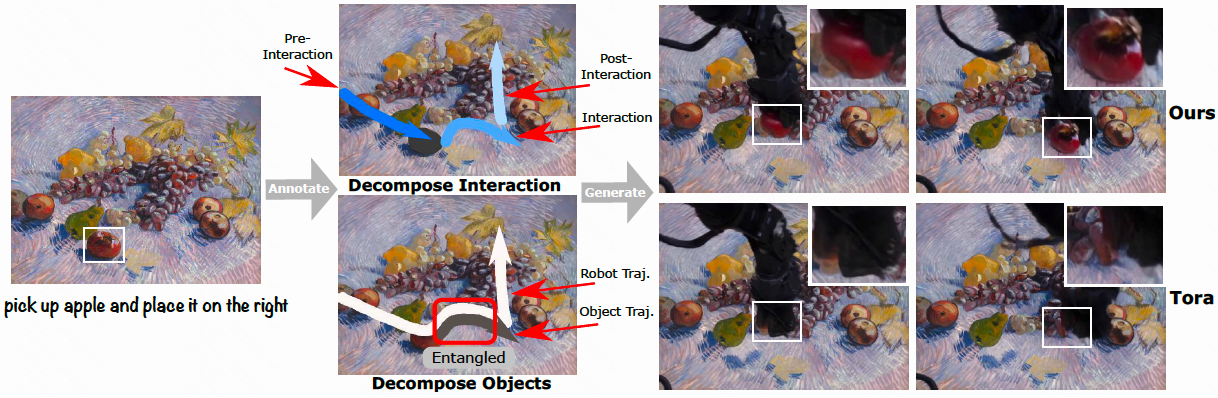 Pre-
Interaction
Post-
Interaction
Interaction
Decompose Interaction
Annotate
pick up apple and place it on the right
Robot Traj.
Object Traj.
Entangled
Decompose Objects
Generate
Ours
Tora